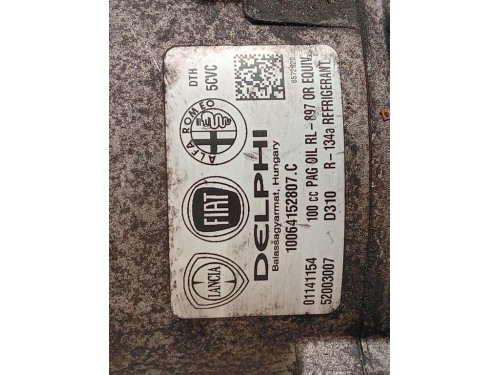 DTH
5CVC
6572R20
ALFA ROMEO
FIAT
LANCIA
DELPHI
Balassagyarmat, Hungary
10064152807.C
100 cc PAG OIL RL-897 OR EQUIV.
D310 R-134a REFRIGERANT
01141154
52003007